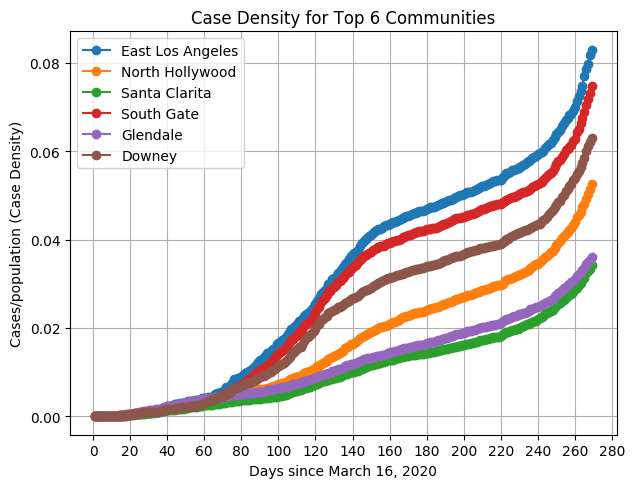 Case Density for Top 6 Communities
East Los Angeles
North Hollywood
Santa Clarita
South Gate
Glendale
Downey
Cases/population (Case Density)
0.08
0.06
0.04
0.02
0.00
0 20 40 60 80 100 120 140 160 180 200 220 240 260 280
Days since March 16, 2020